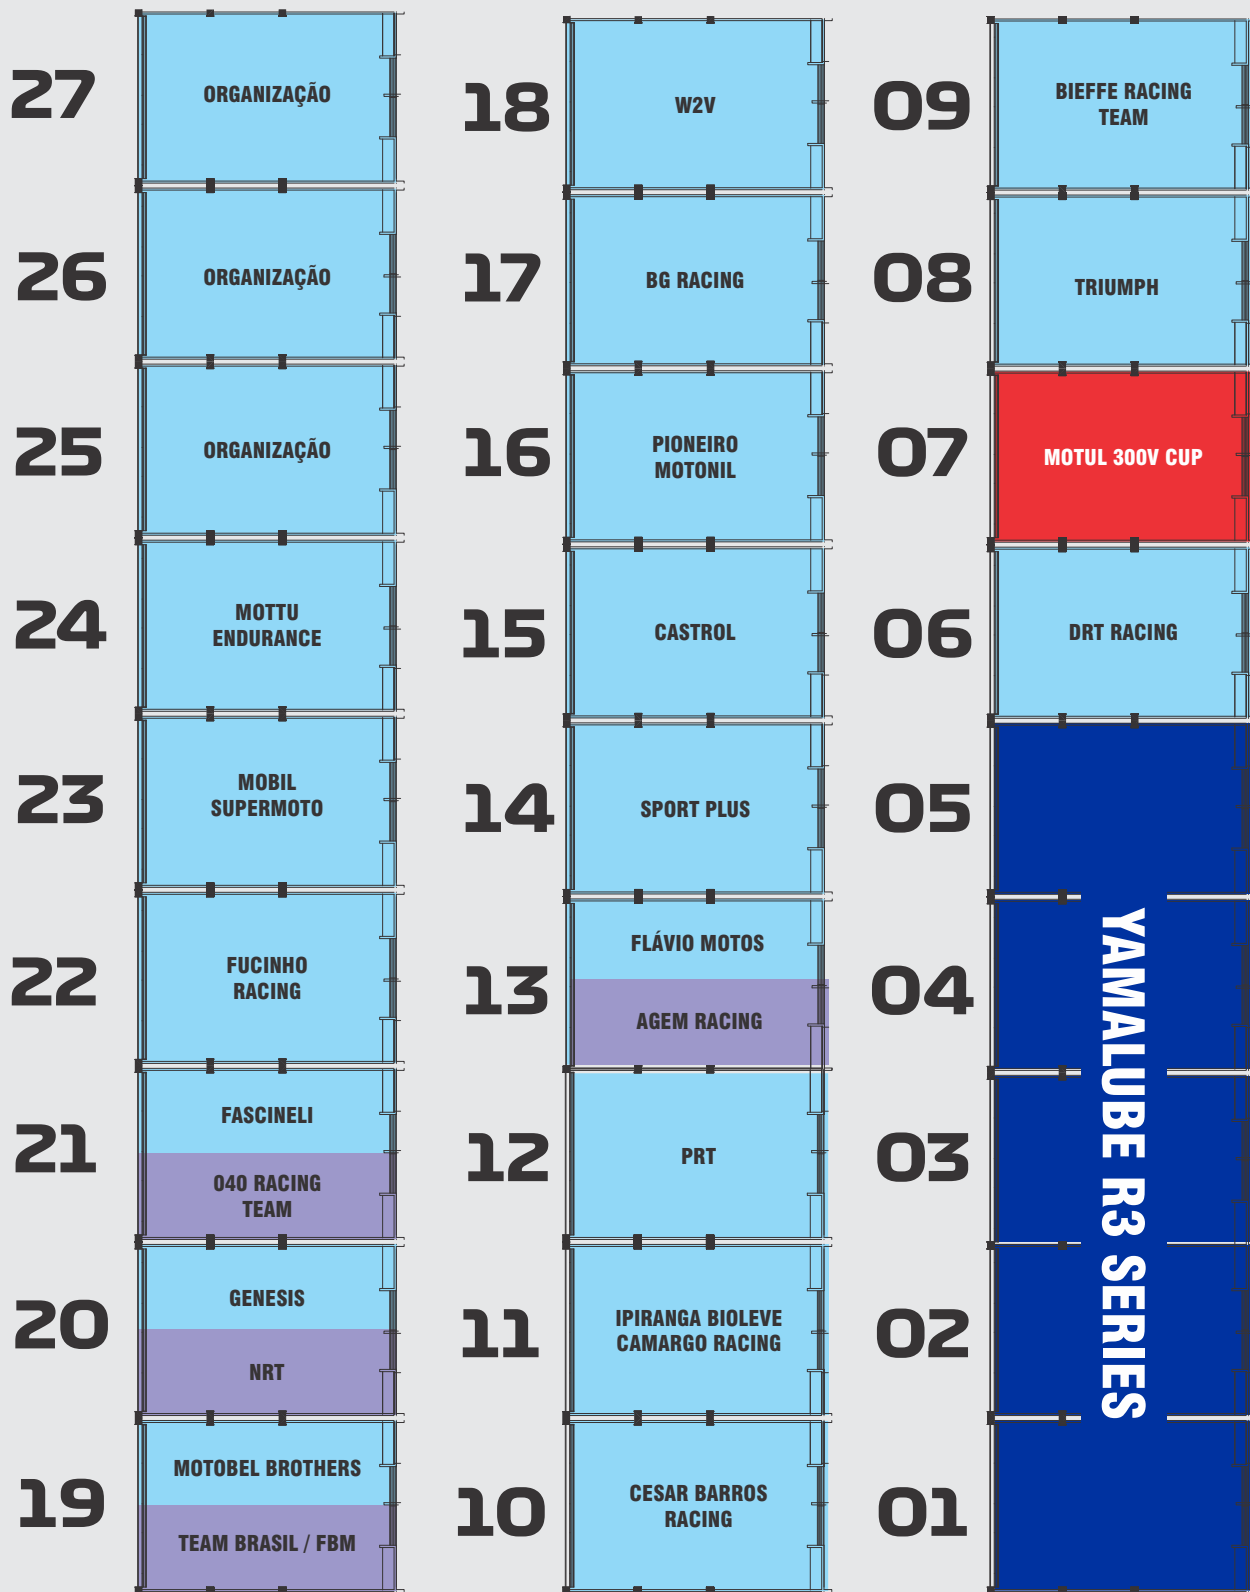 27
ORGANIZAÇÃO
26
ORGANIZAÇÃO
25
ORGANIZAÇÃO
24
MOTTU
ENDURANCE
23
MOBIL
SUPERMOTO
22
FUCINHO
RACING
21
FASCINELI
040 RACING
TEAM
20
GENESIS
NRT
19
MOTOBEL BROTHERS
TEAM BRASIL / FBM
18
W2V
17
BG RACING
16
PIONEIRO
MOTONIL
15
CASTROL
14
SPORT PLUS
13
FLÁVIO MOTOS
AGEM RACING
12
PRT
11
IPIRANGA BIOLEVE
CAMARGO RACING
10
CESAR BARROS
RACING
09
BIEFFE RACING
TEAM
08
TRIUMPH
07
MOTUL 300V CUP
06
DRT RACING
05
04
03
02
01
YAMALUBE R3 SERIES